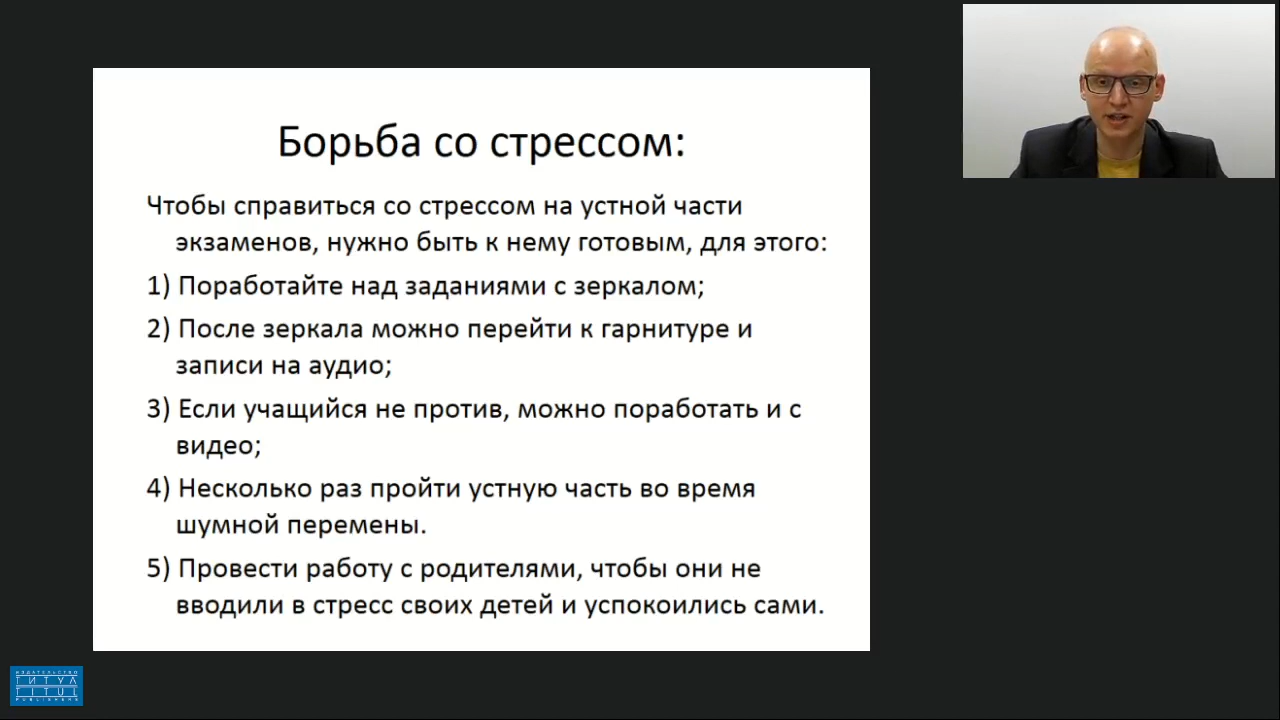 Борьба со стрессом:
Чтобы справиться со стрессом на устной части
экзаменов, нужно быть к нему готовым, для этого:
1) Поработайте над заданиями с зеркалом;
2) После зеркала можно перейти к гарнитуре и
записи на аудио;
3) Если учащийся не против, можно поработать и с
видео;
4) Несколько раз пройти устную часть во время
шумной перемены.
5) Провести работу с родителями, чтобы они не
вводили в стресс своих детей и успокоились сами.
ИЗДАТЕЛЬСТВО
ТИТУЛ
TITUL
PUBLISHERS